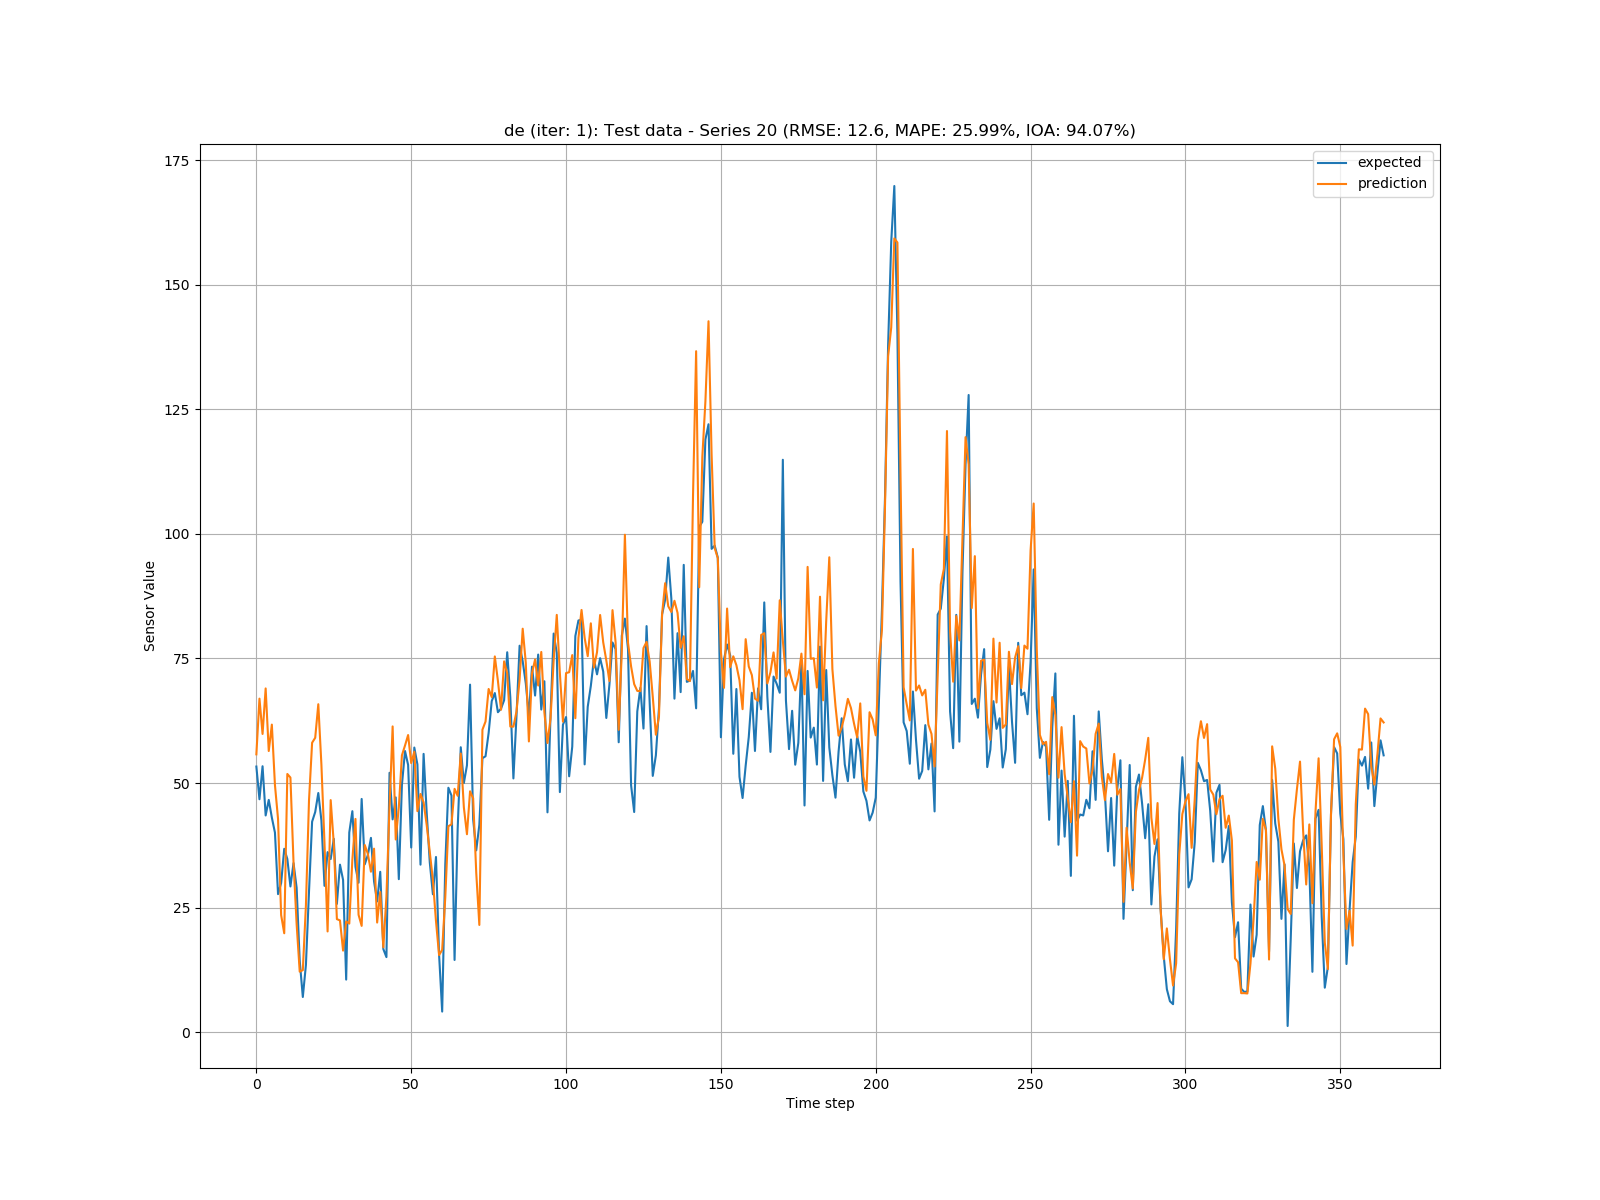 de (iter: 1): Test data - Series 20 (RMSE: 12.6, MAPE: 25.99%, IOA: 94.07%)
expected
prediction
175
150
125
100
75
50
25
0
Sensor Value
0 50 100 150 200 250 300 350
Time step